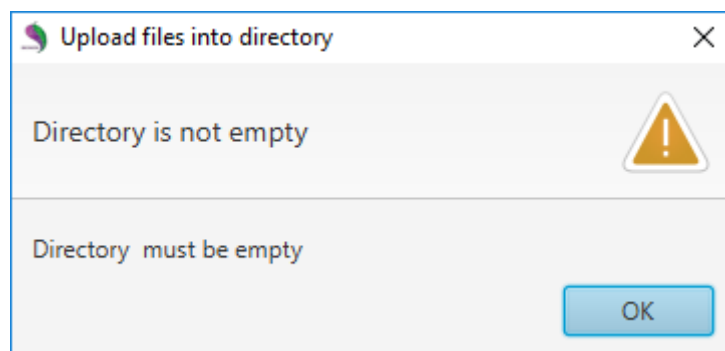 Upload files into directory
Directory is not empty
Directory  must be empty
OK